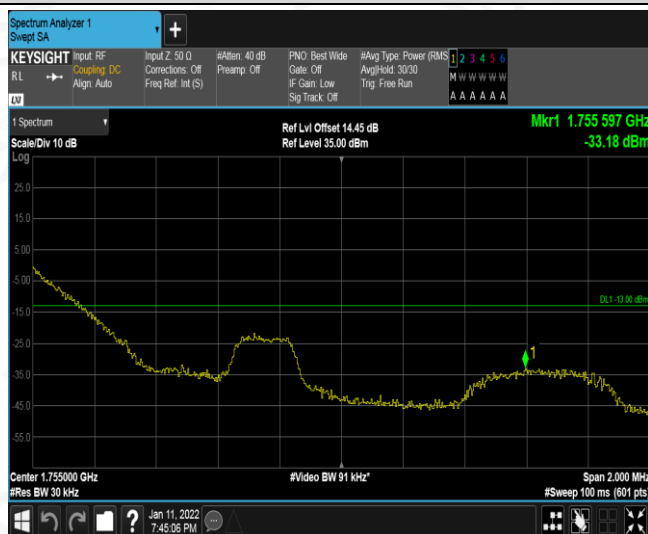 Spectrum Analyzer 1
Swept SA
+
KEYSIGHT
R L
Input: RF
Coupling: DC
Align: Auto
Input Z: 50 Ω
Corrections: Off
Freq Ref: Int (S)
#Atten: 40 dB
Preamp: Off
PNO: Best Wide
Gate: Off
IF Gain: Low
Sig Track: Off
#Avg Type: Power (RMS
Avg|Hold: 30/30
Trig: Free Run
1 2 3 4 5 6
M W W W W W
A A A A A A
1 Spectrum
Scale/Div 10 dB
Ref Lvl Offset 14.45 dB
Ref Level 35.00 dBm
Mkr1 1.755 597 GHz
-33.18 dBm
Log
25.0
15.0
5.00
-5.00
-15.0
-25.0
-35.0
-45.0
-55.0
DL1 -13.00 dBm
1
Center 1.755000 GHz
#Res BW 30 kHz
#Video BW 91 kHz*
Span 2.000 MHz
#Sweep 100 ms (601 pts)
?
Jan 11, 2022
7:45:06 PM